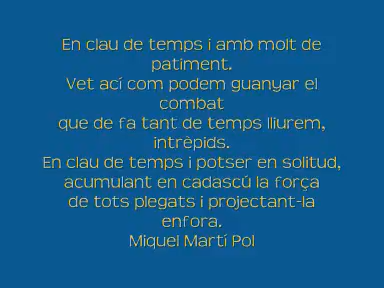 En clau de temps i amb molt de
patiment.
Vet ací com podem guanyar el
combat
que de fa tant de temps lliurem,
intrèpids.
En clau de temps i potser en solitud,
acumulant en cadascú la força
de tots plegats i projectant-la
enfora.
Miquel Martí Pol